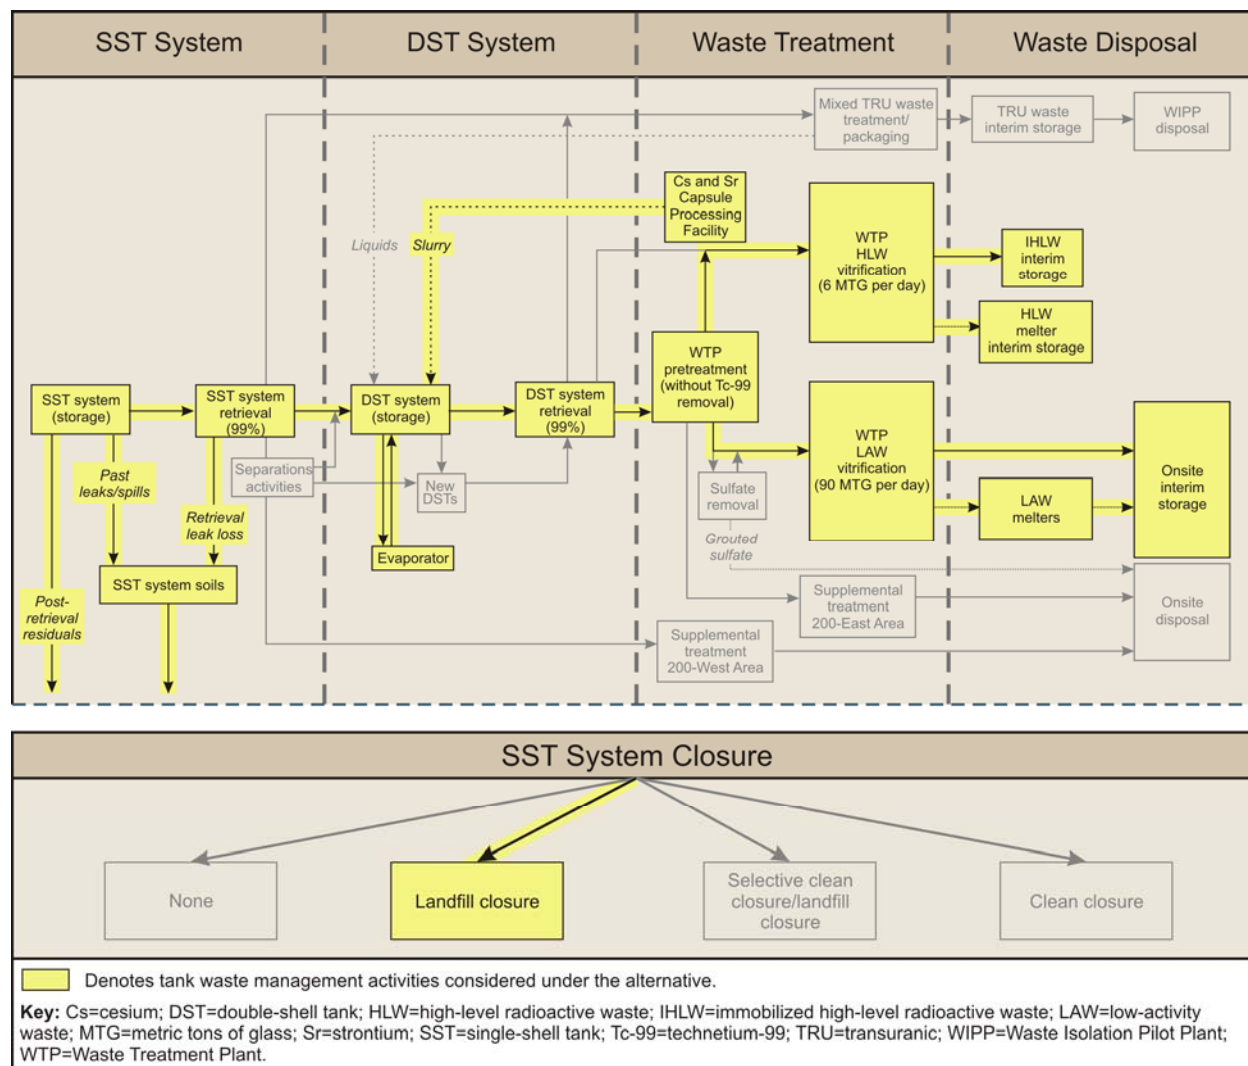 SST System
DST System
Waste Treatment
Waste Disposal
Mixed TRU waste
treatment/
packaging
TRU waste
interim storage
WIPP
disposal
Cs and Sr
Capsule
Processing
Facility
Liquids
Slurry
WTP
HLW
vitrification
(6 MTG per day)
IHLW
interim
storage
HLW
melter
interim storage
WTP
pretreatment
(without Tc-99
removal)
SST system
(storage)
SST system
retrieval
(99%)
DST system
(storage)
DST system
retrieval
(99%)
WTP
LAW
vitrification
(90 MTG per day)
Onsite
interim
storage
Past
leaks/spills
Separations
activities
New
DSTs
Sulfate
removal
LAW
melters
Retrieval
leak loss
Grouted
sulfate
Evaporator
SST system soils
Post-
retrieval
residuals
Supplemental
treatment
200-East Area
Onsite
disposal
Supplemental
treatment
200-West Area
SST System Closure
None
Landfill closure
Selective clean
closure/landfill
closure
Clean closure
Denotes tank waste management activities considered under the alternative.
Key: Cs=cesium; DST=double-shell tank; HLW=high-level radioactive waste; IHLW=immobilized high-level radioactive waste; LAW=low-activity
waste; MTG=metric tons of glass; Sr=strontium; SST=single-shell tank; Tc-99=technetium-99; TRU=transuranic; WIPP=Waste Isolation Pilot Plant;
WTP=Waste Treatment Plant.